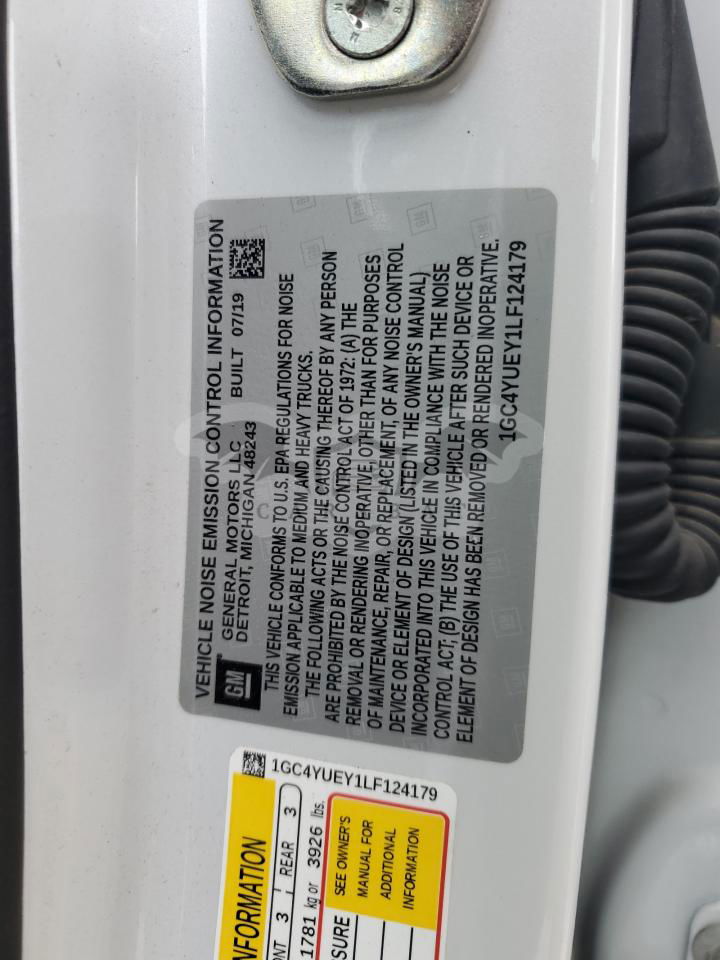 VEHICLE NOISE EMISSION CONTROL INFORMATION
GM
GENERAL MOTORS LLC BUILT 07/19
DETROIT, MICHIGAN 48243
THIS VEHICLE CONFORMS TO U.S. EPA REGULATIONS FOR NOISE
EMISSION APPLICABLE TO MEDIUM AND HEAVY TRUCKS.
THE FOLLOWING ACTS OR THE CAUSING THEREOF BY ANY PERSON
ARE PROHIBITED BY THE NOISE CONTROL ACT OF 1972: (A) THE
REMOVAL OR RENDERING INOPERATIVE, OTHER THAN FOR PURPOSES
OF MAINTENANCE, REPAIR, OR REPLACEMENT, OF ANY NOISE CONTROL
DEVICE OR ELEMENT OF DESIGN (LISTED IN THE OWNER'S MANUAL)
INCORPORATED INTO THIS VEHICLE IN COMPLIANCE WITH THE NOISE
CONTROL ACT; (B) THE USE OF THIS VEHICLE AFTER SUCH DEVICE OR
ELEMENT OF DESIGN HAS BEEN REMOVED OR RENDERED INOPERATIVE.
1GC4YUEY1LF124179
1GC4YUEY1LF124179
NFORMATION
ONT 3 REAR 3
1781 kg or 3926 lbs.
SURE
SEE OWNER'S
MANUAL FOR
ADDITIONAL
INFORMATION